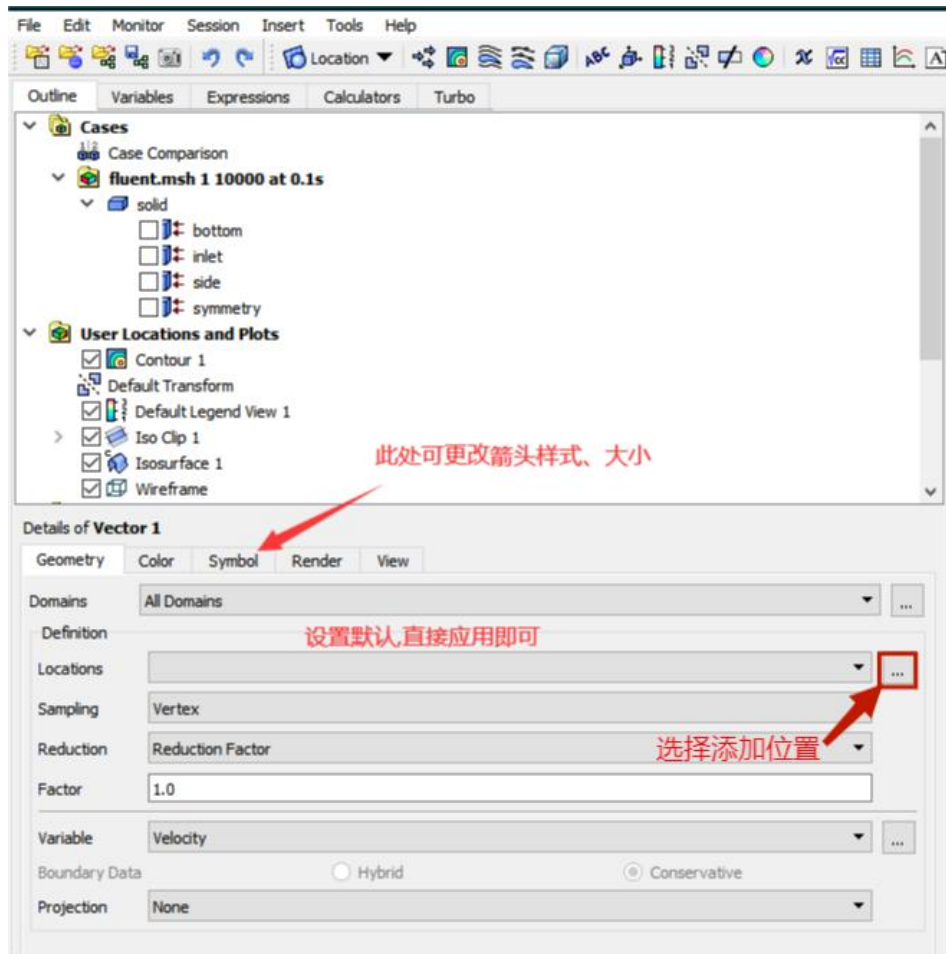 File Edit Monitor Session Insert Tools Help
Location
Outline Variables Expressions Calculators Turbo
Cases
Case Comparison
fluent.msh 1 10000 at 0.1s
solid
bottom
inlet
side
symmetry
User Locations and Plots
Contour 1
Default Transform
Default Legend View 1
Iso Clip 1
此处可更改箭头样式、大小
Isosurface 1
Wireframe
Details of Vector 1
Geometry Color Symbol Render View
Domains All Domains ...
Definition
设置默认,直接应用即可
Locations ...
Sampling Vertex
Reduction Reduction Factor
选择添加位置
Factor 1.0
Variable Velocity ...
Boundary Data Hybrid Conservative
Projection None